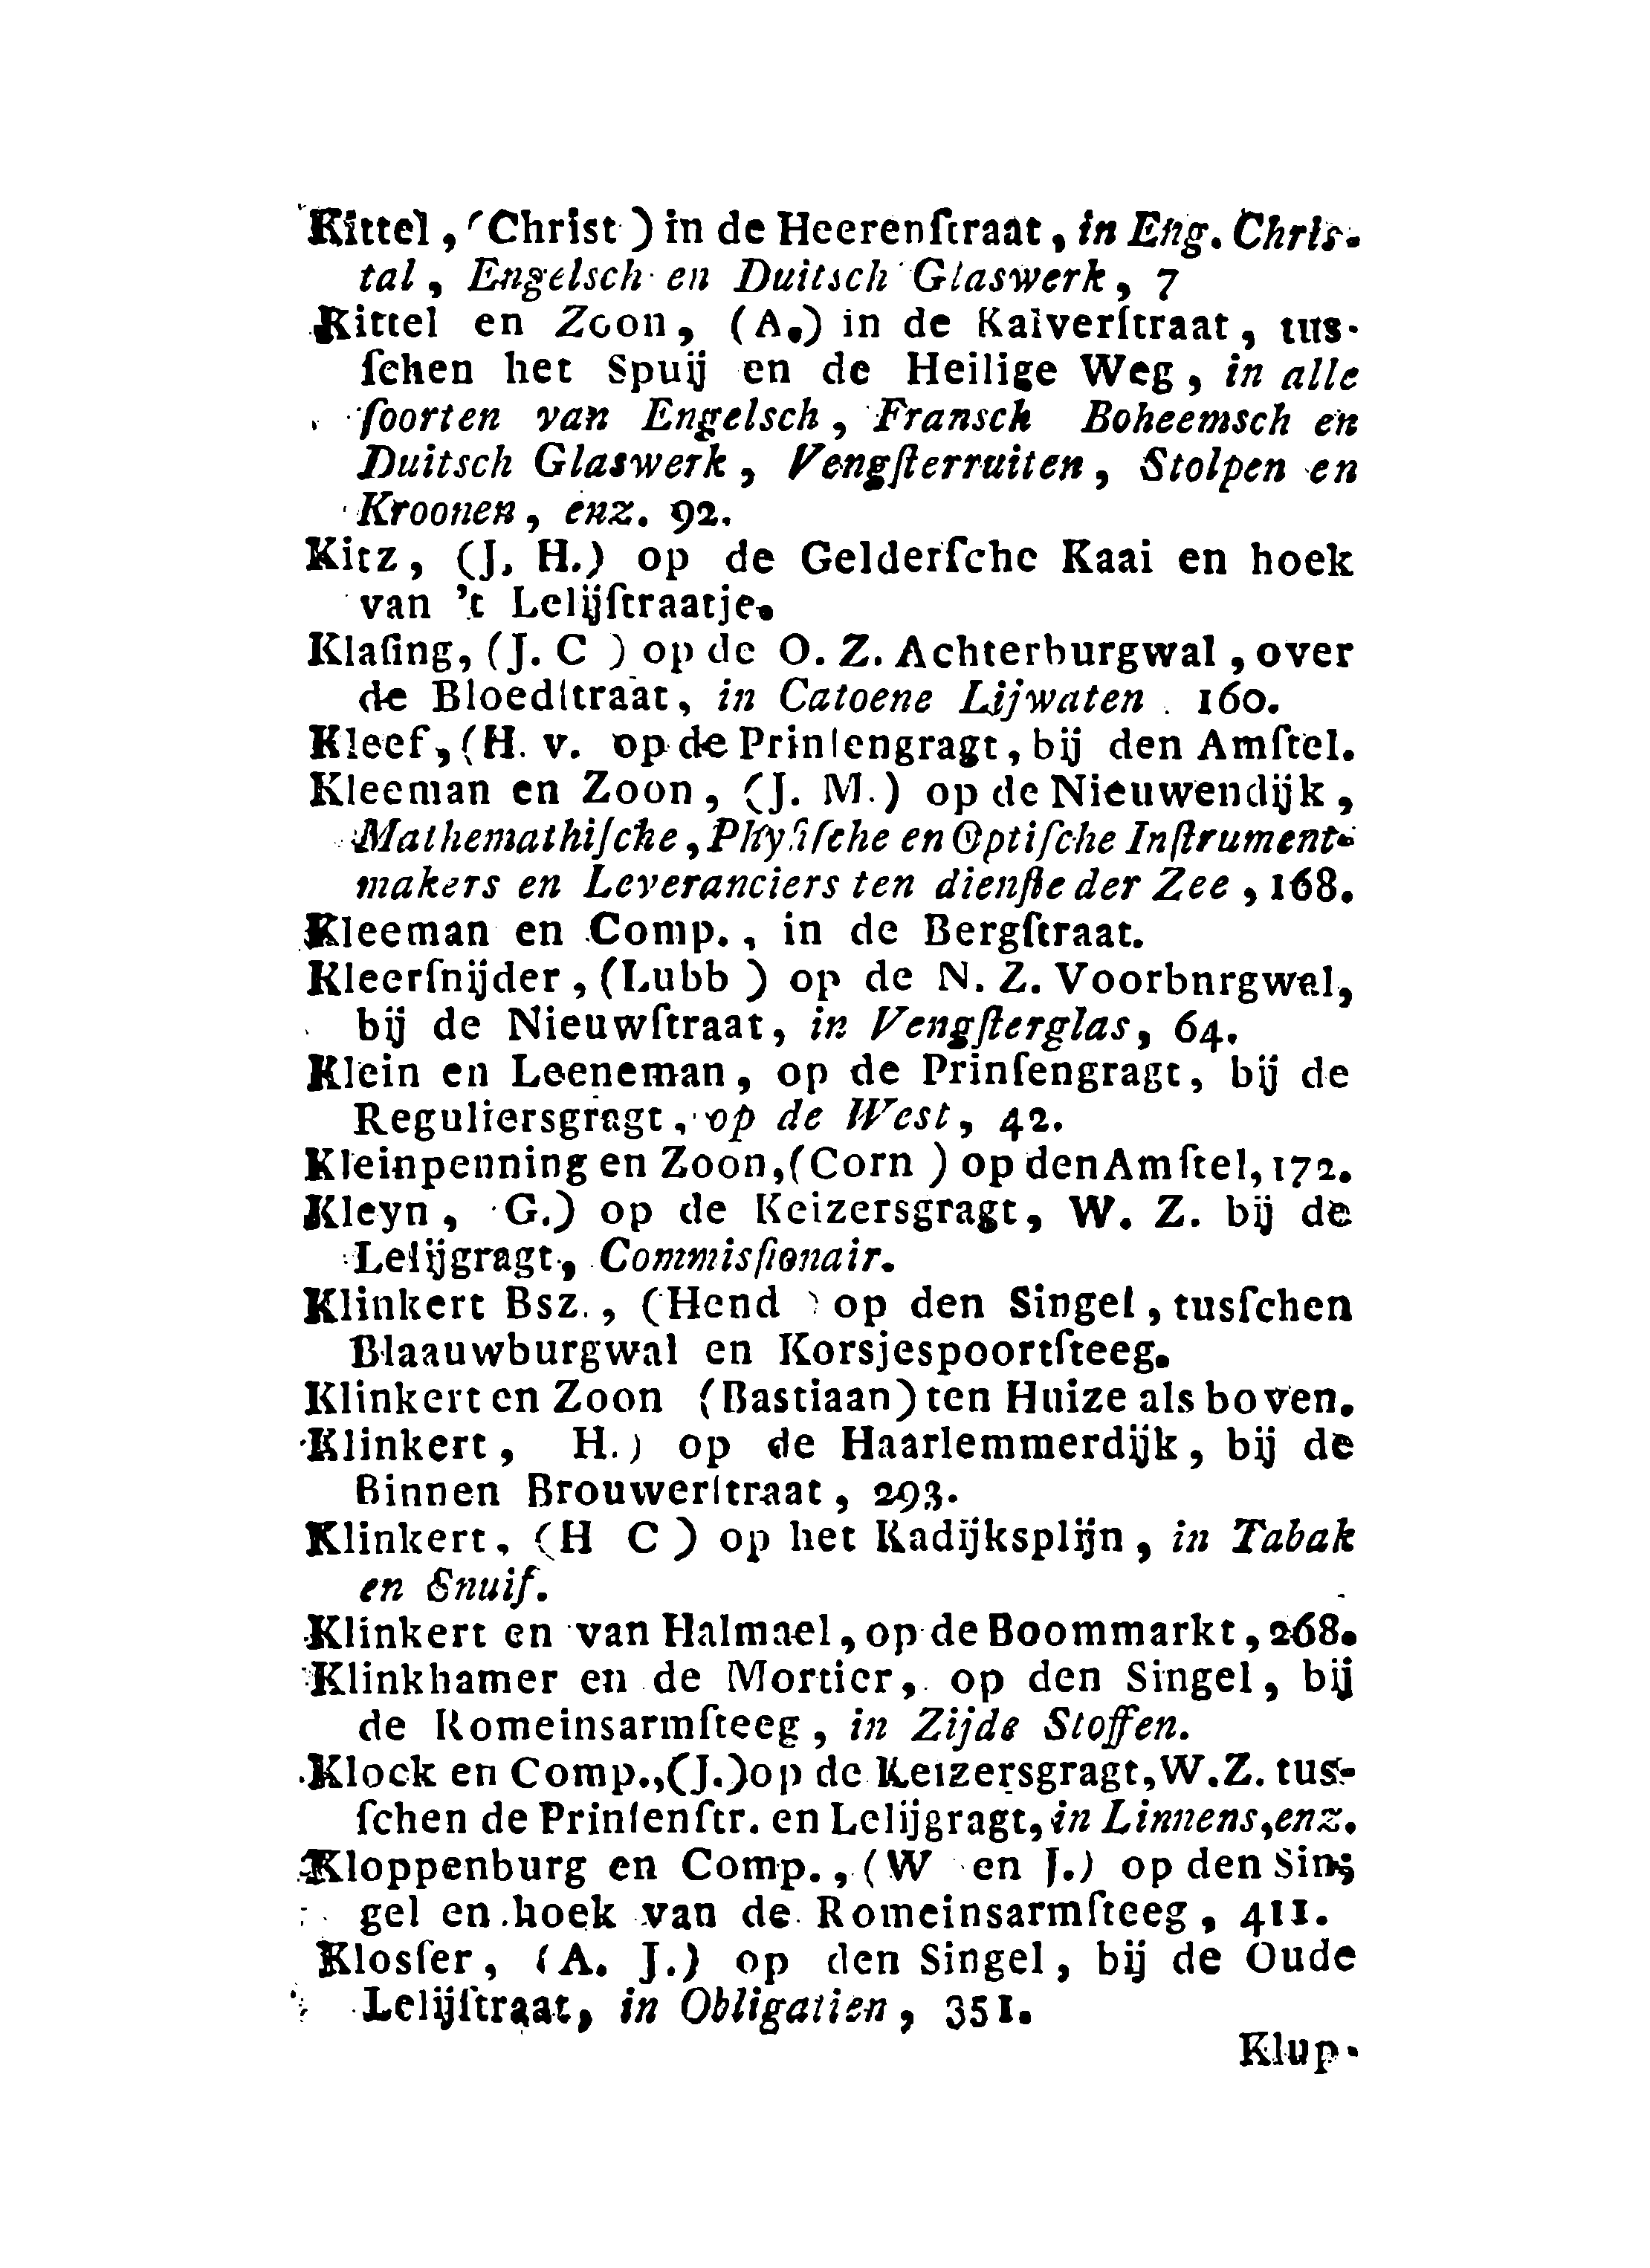 Kittel, (Christ) in de Heerenſtraat, in Eng. Chris-
tal, Engelsch en Duitsch Glaswerk, 7
Kittel en Zoon, (A.) in de Kalverſtraat, tus-
ſchen het Spuij en de Heilige Weg, in alle
ſoorten van Engelsch, Fransch Boheemsch en
Duitsch Glaswerk, Vengſterruiten, Stolpen en
Kroonen, enz. 92.
Kitz, (J. H.) op de Gelderſche Kaai en hoek
van 't Lelijſtraatje.
Klaſing, (J. C ) op de O. Z. Achterburgwal, over
de Bloedſtraat, in Catoene Lijwaten . 160.
Kleef, (H. v. op de Prinſengragt, bij den Amſtel.
Kleeman en Zoon, (J. M.) op de Nieuwendijk,
Mathemathiſche, Phyſiſche en Optiſche Inſtrument-
makers en Leveranciers ten dienſte der Zee, 168.
Kleeman en Comp., in de Bergſtraat.
Kleerſnijder, (Lubb ) op de N. Z. Voorbnrgwal,
bij de Nieuwſtraat, in Vengſterglas, 64.
Klein en Leeneman, op de Prinſengragt, bij de
Reguliersgragt, op de West, 42.
Kleinpenning en Zoon, (Corn ) op den Amſtel, 172.
Kleyn, G.) op de Keizersgragt, W. Z. bij de
Lelijgragt, Commisſionair.
Klinkert Bsz., (Hend ) op den Singel, tusſchen
Blaauwburgwal en Korsjespoortſteeg.
Klinkert en Zoon (Bastiaan) ten Huize als boven.
Klinkert, H.) op de Haarlemmerdijk, bij de
Binnen Brouwerſtraat, 293.
Klinkert, (H C ) op het Kadijksplijn, in Tabak
en Snuif.
Klinkert en van Halmael, op de Boommarkt, 268.
Klinkhamer en de Mortier, op den Singel, bij
de Romeinsarmſteeg, in Zijde Stoffen.
Klock en Comp., (J.) op de Keizersgragt, W. Z. tus-
ſchen de Prinſenſtr. en Lelijgragt, in Linnens, enz.
Kloppenburg en Comp., (W en J.) op den Sin-
gel en hoek van de Romeinsarmſteeg, 411.
Klosſer, (A. J.) op den Singel, bij de Oude
Lelijſtraat, in Obligatien, 351.
Klup-